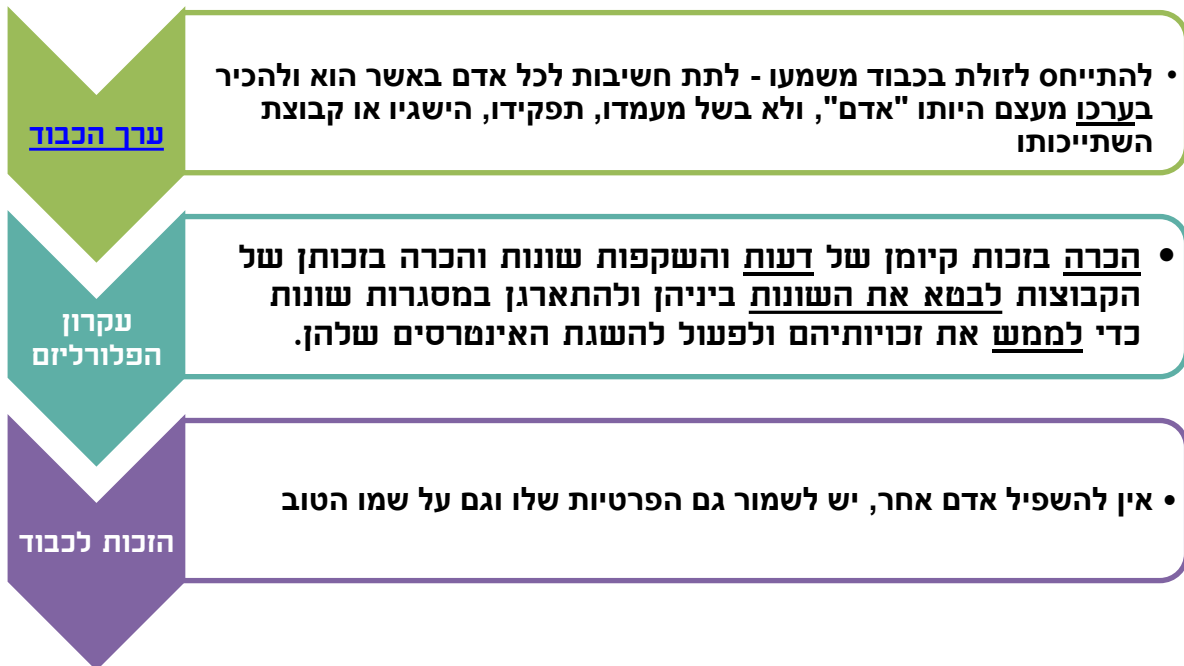 ערך הכבוד
• להתייחס לזולת בכבוד משמעו - לתת חשיבות לכל אדם באשר הוא ולהכיר
בערכו מעצם היותו "אדם", ולא בשל מעמדו, תפקידו, הישגיו או קבוצת
השתייכותו
עקרון
הפלורליזם
• הכרה בזכות קיומן של דעות והשקפות שונות והכרה בזכותן של
הקבוצות לבטא את השונות ביניהן ולהתארגן במסגרות שונות
כדי לממש את זכויותיהם ולפעול להשגת האינטרסים שלהן.
הזכות לכבוד
• אין להשפיל אדם אחר, יש לשמור גם הפרטיות שלו וגם על שמו הטוב